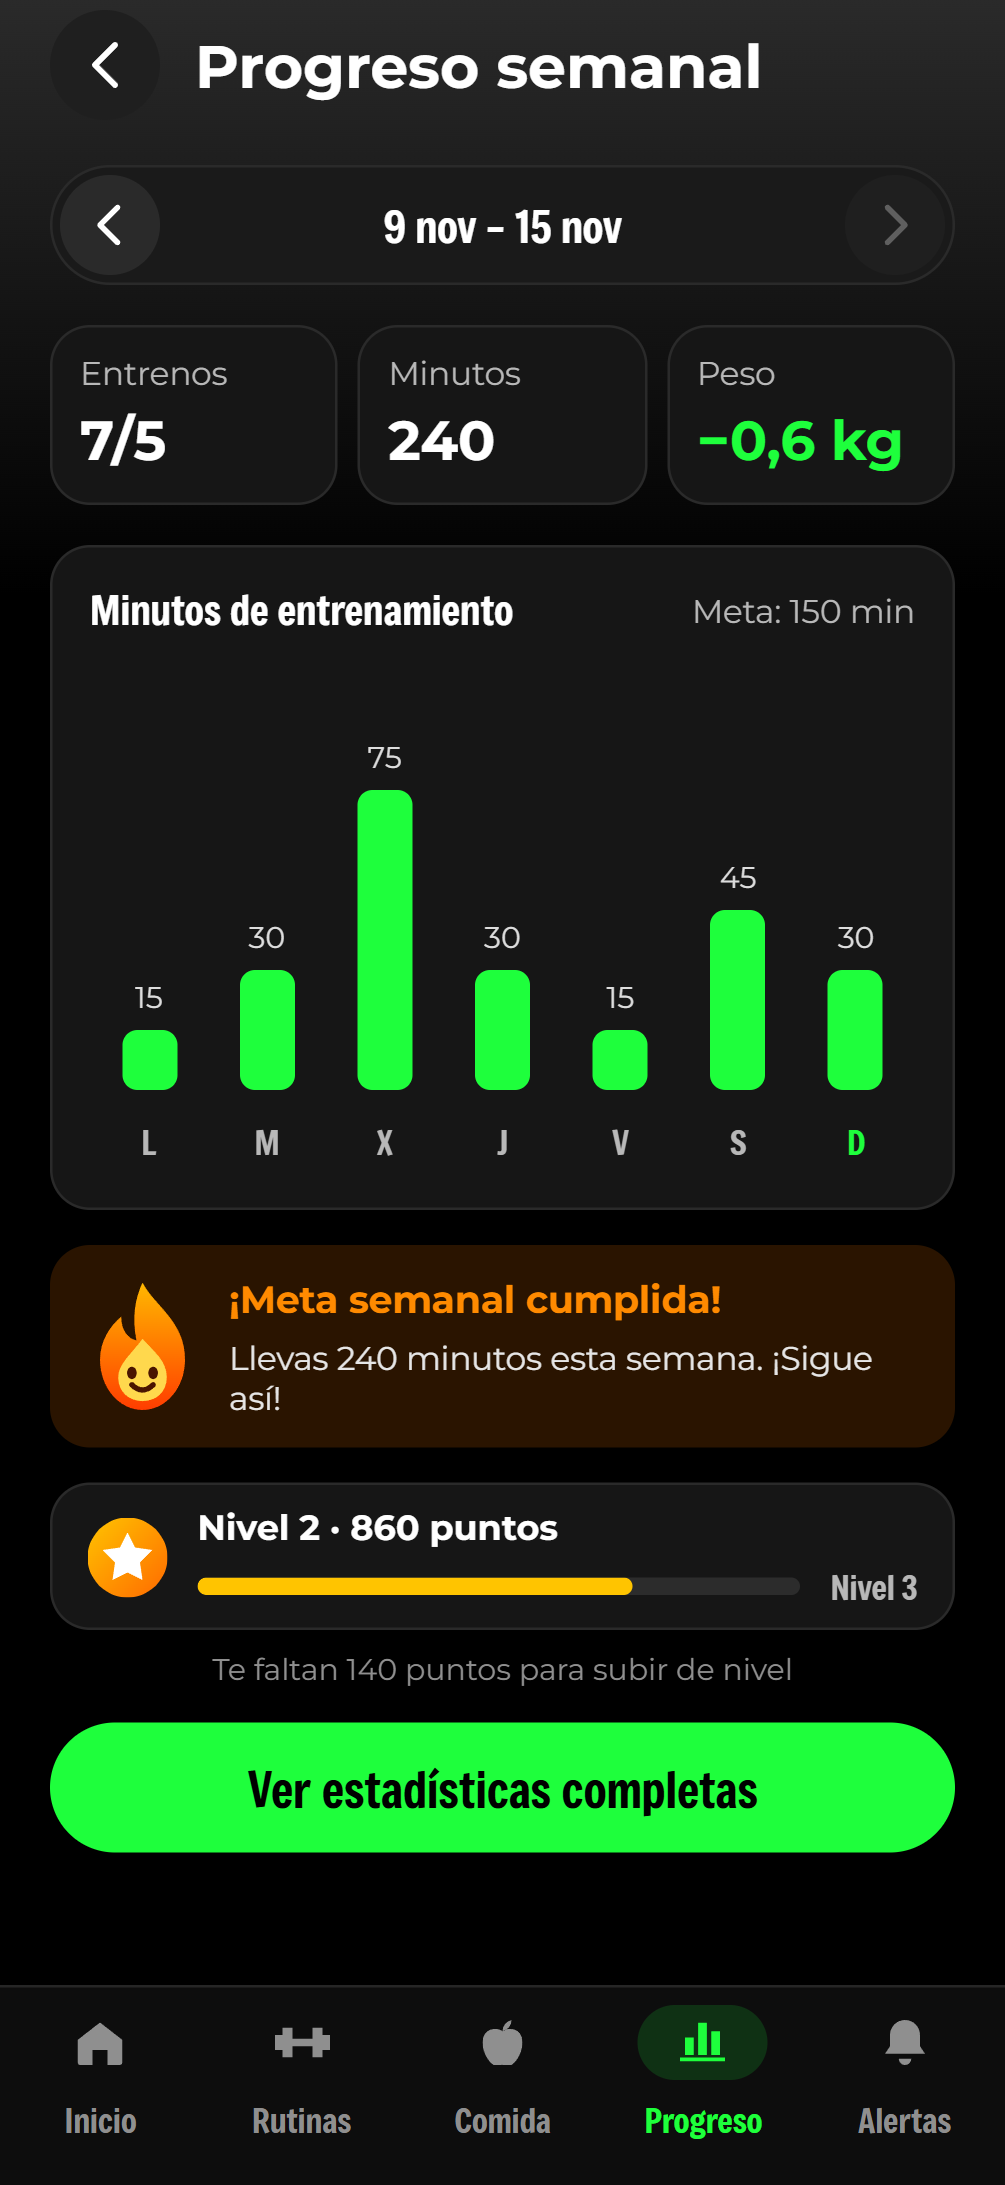 Progreso semanal
9 nov – 15 nov
Entrenos
7/5
Minutos
240
Peso
−0,6 kg
Minutos de entrenamiento
Meta: 150 min
15
30
75
30
15
45
30
L
M
X
J
V
S
D
¡Meta semanal cumplida!
Llevas 240 minutos esta semana. ¡Sigue
así!
Nivel 2 · 860 puntos
Nivel 3
Te faltan 140 puntos para subir de nivel
Ver estadísticas completas
Inicio
Rutinas
Comida
Progreso
Alertas